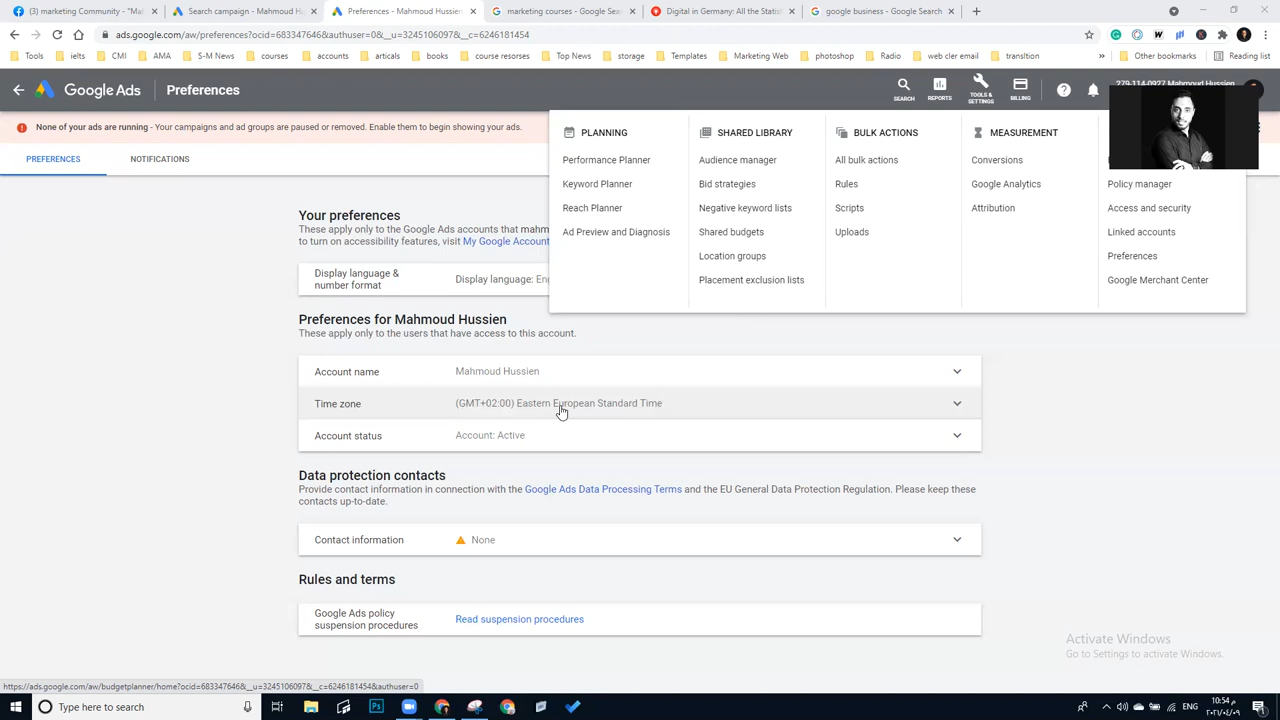 (3) marketing Community - "Mal
Search campaign - Mahmoud Hu
Preferences - Mahmoud Hussien
marketing courses - Google Sea
Digital in Germany: All the Statis
google business - Google Search
ads.google.com/aw/preferences?ocid=683347646&authuser=0&__u=3245106097&__c=6246181454
Tools
ielts
CMI
AMA
S-M News
courses
accounts
articals
books
course resorses
Top News
storage
Templates
Marketing Web
photoshop
Radio
web cler email
transltion
»
Other bookmarks
Reading list
Google Ads
Preferences
SEARCH
REPORTS
TOOLS & SETTINGS
BILLING
279-114-0927 Mahmoud Hussien
None of your ads are running - Your campaigns and ad groups are paused or removed. Enable them to begin showing your ads.
PREFERENCES
NOTIFICATIONS
PLANNING
Performance Planner
Keyword Planner
Reach Planner
Ad Preview and Diagnosis
SHARED LIBRARY
Audience manager
Bid strategies
Negative keyword lists
Shared budgets
Location groups
Placement exclusion lists
BULK ACTIONS
All bulk actions
Rules
Scripts
Uploads
MEASUREMENT
Conversions
Google Analytics
Attribution
Policy manager
Access and security
Linked accounts
Preferences
Google Merchant Center
Your preferences
These apply only to the Google Ads accounts that mahm
to turn on accessibility features, visit My Google Account
Display language &
number format
Display language: En
Preferences for Mahmoud Hussien
These apply only to the users that have access to this account.
Account name Mahmoud Hussien
Time zone (GMT+02:00) Eastern European Standard Time
Account status Account: Active
Data protection contacts
Provide contact information in connection with the Google Ads Data Processing Terms and the EU General Data Protection Regulation. Please keep these
contacts up-to-date.
Contact information None
Rules and terms
Google Ads policy
suspension procedures
Read suspension procedures
Activate Windows
Go to Settings to activate Windows.
https://ads.google.com/aw/budgetplanner/home?ocid=683347646&__u=3245106097&__c=6246181454&authuser=0
Type here to search
ENG
١٠:٥٤ م
٢٠٢١/٠٤/٠٩